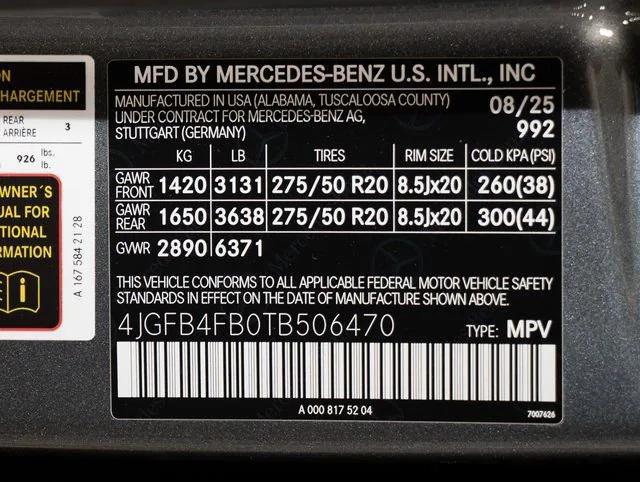 ON
HARGEMENT
REAR
ARRIÈRE 3
926 lbs.
lb.
WNER´S
UAL FOR
TIONAL
RMATION
i
A 167 584 21 28
MFD BY MERCEDES-BENZ U.S. INTL., INC
MANUFACTURED IN USA (ALABAMA, TUSCALOOSA COUNTY)
UNDER CONTRACT FOR MERCEDES-BENZ AG,
STUTTGART (GERMANY)
08/25
992
KG LB TIRES RIM SIZE COLD KPA(PSI)
GAWR FRONT 1420 3131 275/50 R20 8.5Jx20 260(38)
GAWR REAR 1650 3638 275/50 R20 8.5Jx20 300(44)
GVWR 2890 6371
THIS VEHICLE CONFORMS TO ALL APPLICABLE FEDERAL MOTOR VEHICLE SAFETY
STANDARDS IN EFFECT ON THE DATE OF MANUFACTURE SHOWN ABOVE.
4JGFB4FB0TB506470 TYPE: MPV
A 000 817 52 04
7007626